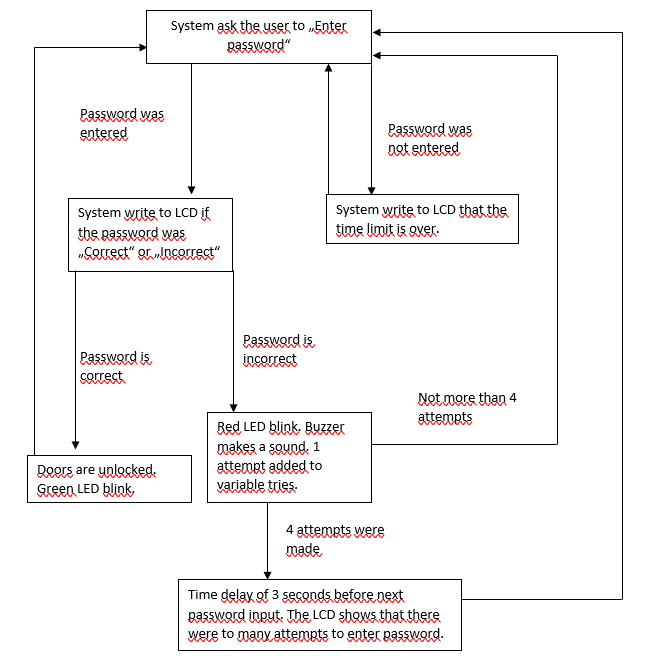 System ask the user to „Enter
password“
Password was
entered
Password was
not entered
System write to LCD if
the password was
„Correct“ or „Incorrect“
System write to LCD that the
time limit is over.
Password is
correct
Password is
incorrect
Not more than 4
attempts
Doors are unlocked.
Green LED blink.
Red LED blink. Buzzer
makes a sound. 1
attempt added to
variable tries.
4 attempts were
made
Time delay of 3 seconds before next
password input. The LCD shows that there
were to many attempts to enter password.